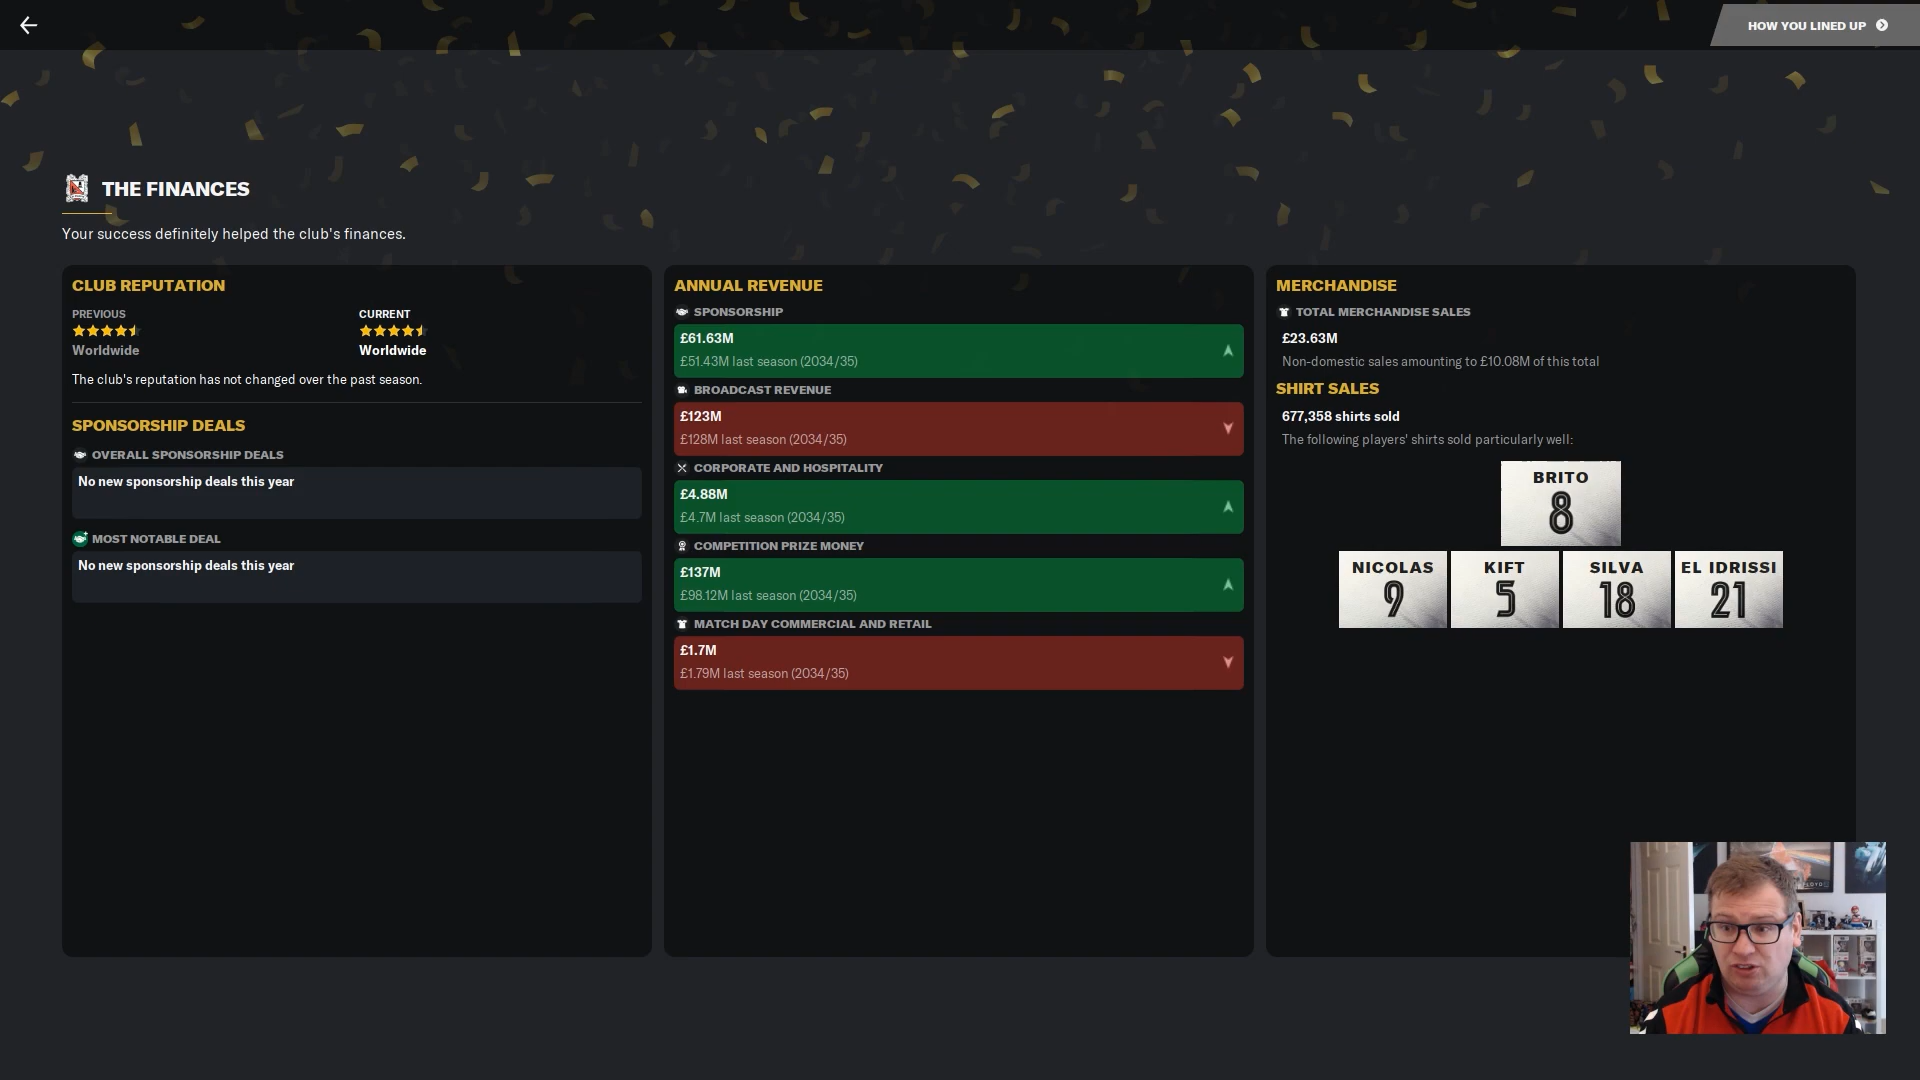 HOW YOU LINED UP
THE FINANCES
Your success definitely helped the club's finances.
CLUB REPUTATION
PREVIOUS
CURRENT
Worldwide
Worldwide
The club's reputation has not changed over the past season.
SPONSORSHIP DEALS
OVERALL SPONSORSHIP DEALS
No new sponsorship deals this year
MOST NOTABLE DEAL
No new sponsorship deals this year
ANNUAL REVENUE
SPONSORSHIP
£61.63M
£51.43M last season (2034/35)
BROADCAST REVENUE
£123M
£128M last season (2034/35)
CORPORATE AND HOSPITALITY
£4.88M
£4.7M last season (2034/35)
COMPETITION PRIZE MONEY
£137M
£98.12M last season (2034/35)
MATCH DAY COMMERCIAL AND RETAIL
£1.7M
£1.79M last season (2034/35)
MERCHANDISE
TOTAL MERCHANDISE SALES
£23.63M
Non-domestic sales amounting to £10.08M of this total
SHIRT SALES
677,358 shirts sold
The following players' shirts sold particularly well:
BRITO
8
NICOLAS
9
KIFT
5
SILVA
18
EL IDRISSI
21